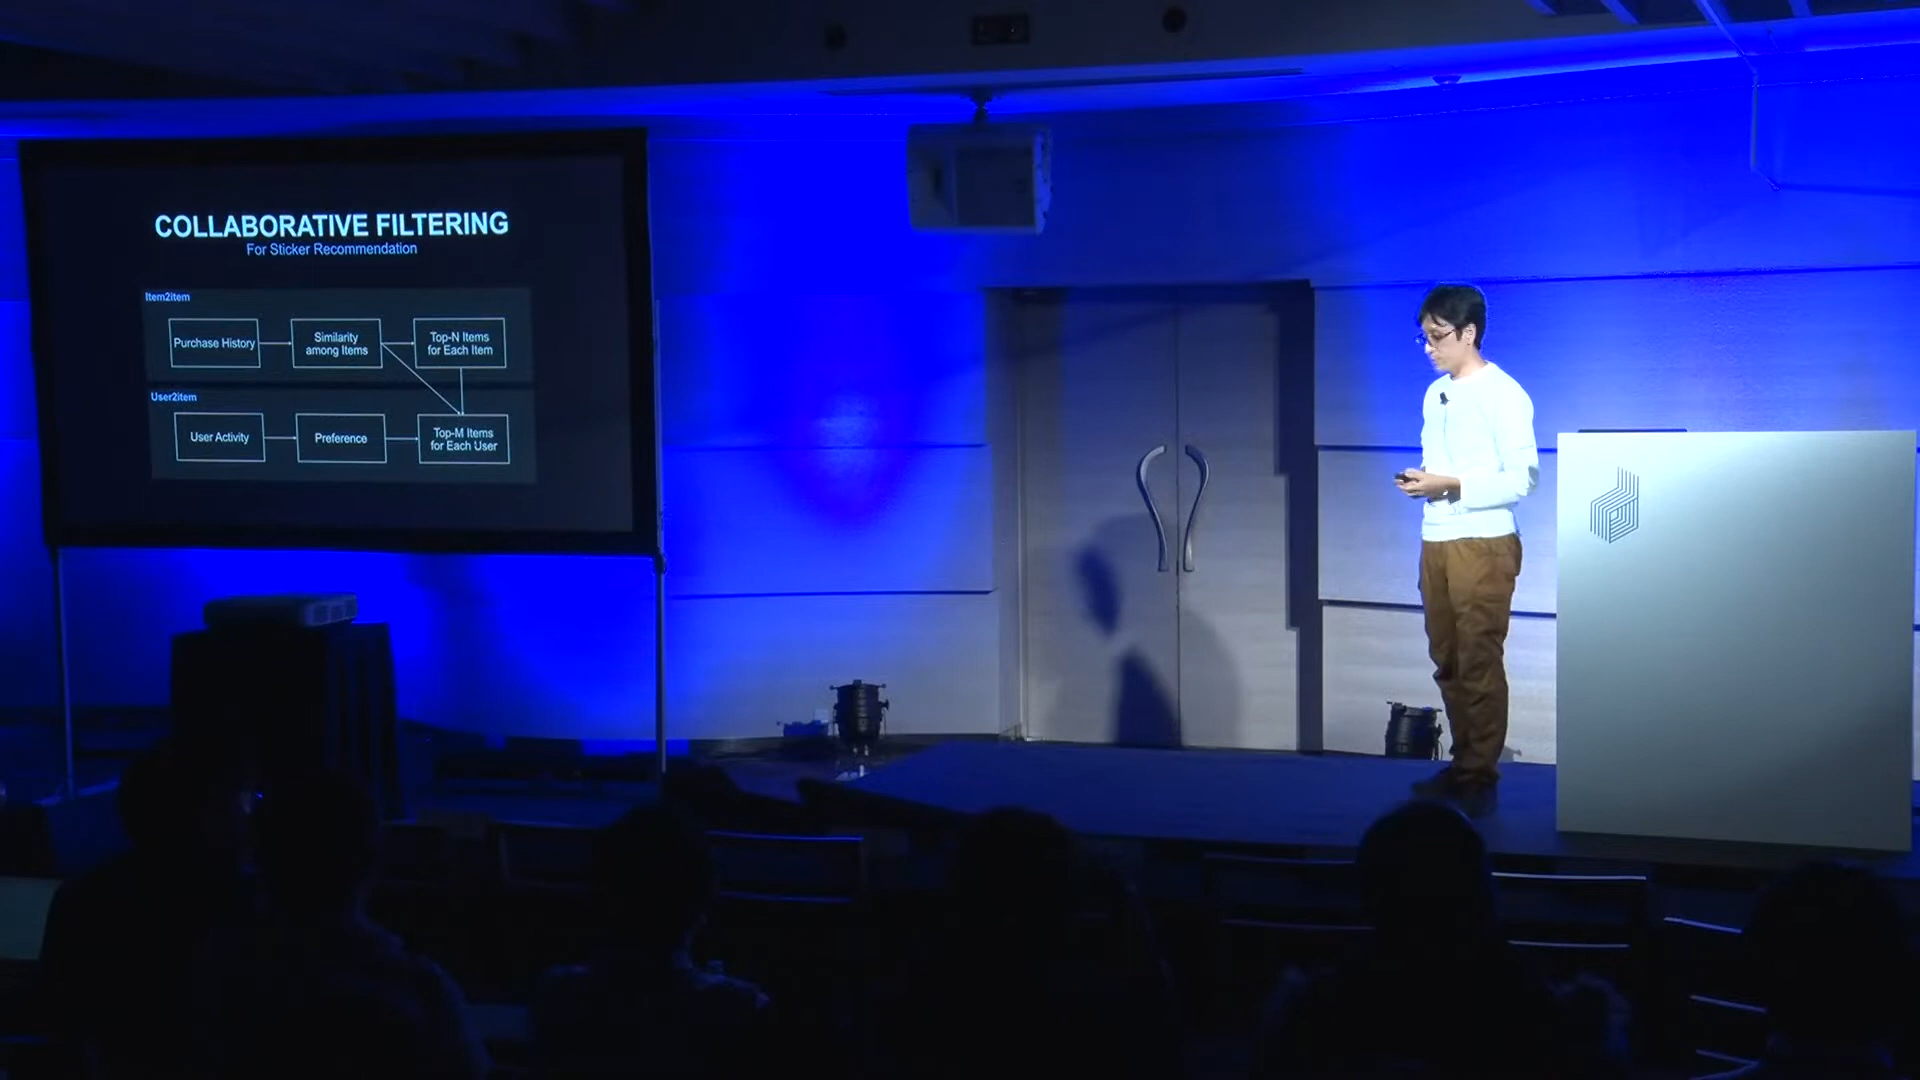 COLLABORATIVE FILTERING
For Sticker Recommendation
Item2item
Purchase History
Similarity
among Items
Top-N Items
for Each Item
User2item
User Activity
Preference
Top-M Items
for Each User